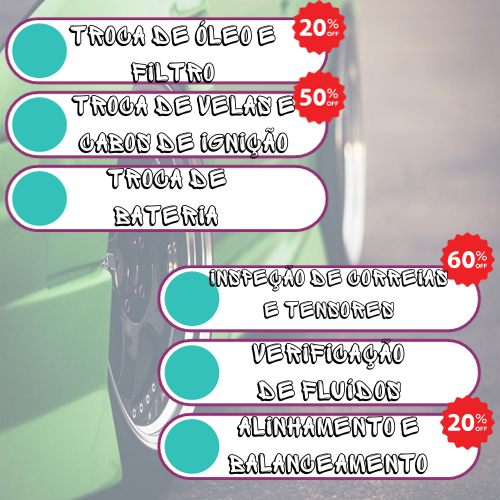 TROCA DE ÓLEO E
FILTRO
20%
OFF
TROCA DE VELAS E
CABOS DE IGNIÇÃO
50%
OFF
TROCA DE
BATERIA
INSPEÇÃO DE CORREIAS
E TENSORES
60%
OFF
VERIFICAÇÃO
DE FLUÍDOS
ALINHAMENTO E
BALANCEAMENTO
20%
OFF